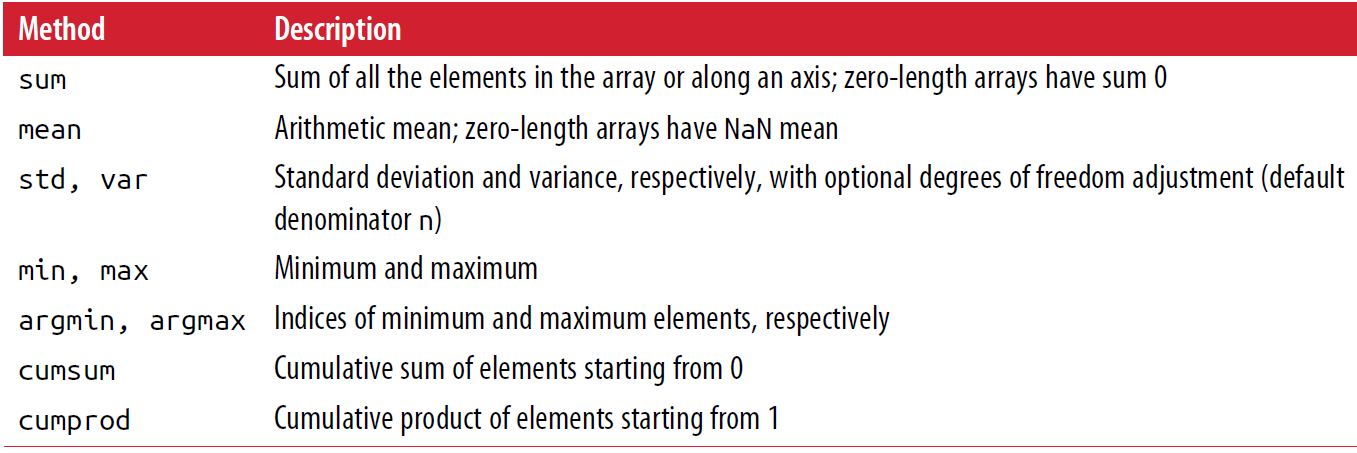 Method Description
sum Sum of all the elements in the array or along an axis; zero-length arrays have sum 0
mean Arithmetic mean; zero-length arrays have NaN mean
std, var Standard deviation and variance, respectively, with optional degrees of freedom adjustment (default
denominator n)
min, max Minimum and maximum
argmin, argmax Indices of minimum and maximum elements, respectively
cumsum Cumulative sum of elements starting from 0
cumprod Cumulative product of elements starting from 1